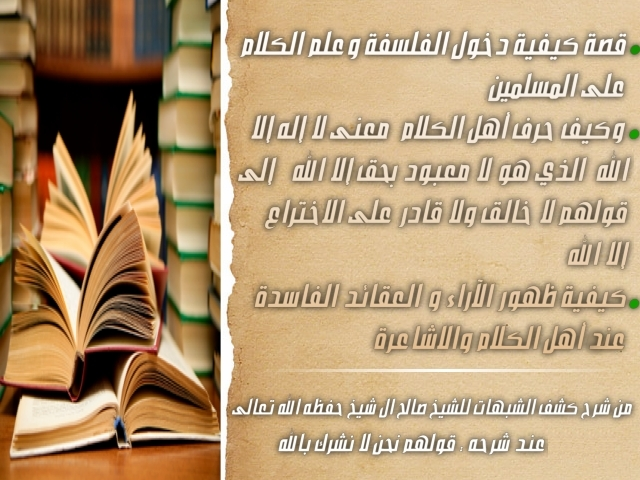 قصة كيفية دخول الفلسفة و علم الكلام
على المسلمين
وكيف حرف أهل الكلام معنى لا إله إلا
الله الذي هو لا معبود بحق إلا الله إلى
قولهم لا خالق ولا قادر على الاختراع
إلا الله
كيفية ظهور الآراء و العقائد الفاسدة
عند أهل الكلام والاشاعرة
من شرح كشف الشبهات للشيخ صالح ال شيخ حفظه الله تعالى
عند شرحه : قولهم نحن لا نشرك بالله